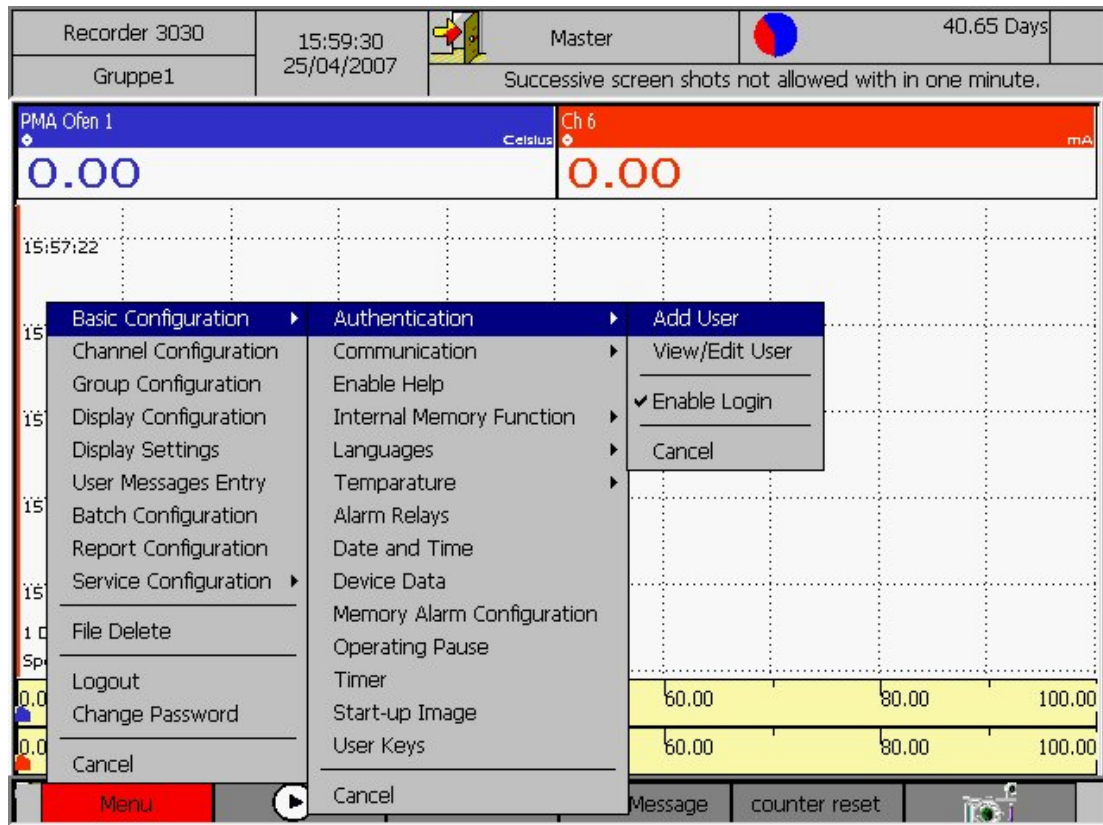 Recorder 3030
15:59:30
Master
40.65 Days
Gruppe1
25/04/2007
Successive screen shots not allowed with in one minute.
PMA Ofen 1
Celsius
Ch 6
mA
0.00
0.00
15:57:22
Basic Configuration
Channel Configuration
Group Configuration
Display Configuration
Display Settings
User Messages Entry
Batch Configuration
Report Configuration
Service Configuration
File Delete
Logout
Change Password
Cancel
Authentication
Communication
Enable Help
Internal Memory Function
Languages
Temparature
Alarm Relays
Date and Time
Device Data
Memory Alarm Configuration
Operating Pause
Timer
Start-up Image
User Keys
Cancel
Add User
View/Edit User
Enable Login
Cancel
60.00 80.00 100.00
60.00 80.00 100.00
Menu
Message
counter reset